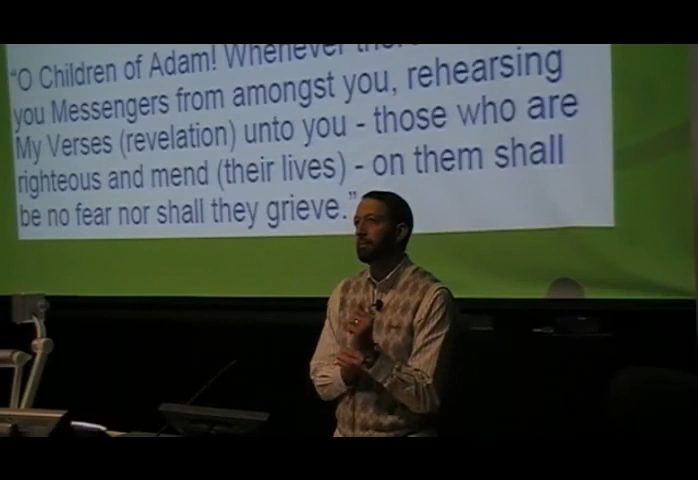 “O Children of Adam! Whenever there
you Messengers from amongst you, rehearsing
My Verses (revelation) unto you - those who are
righteous and mend (their lives) - on them shall
be no fear nor shall they grieve.”